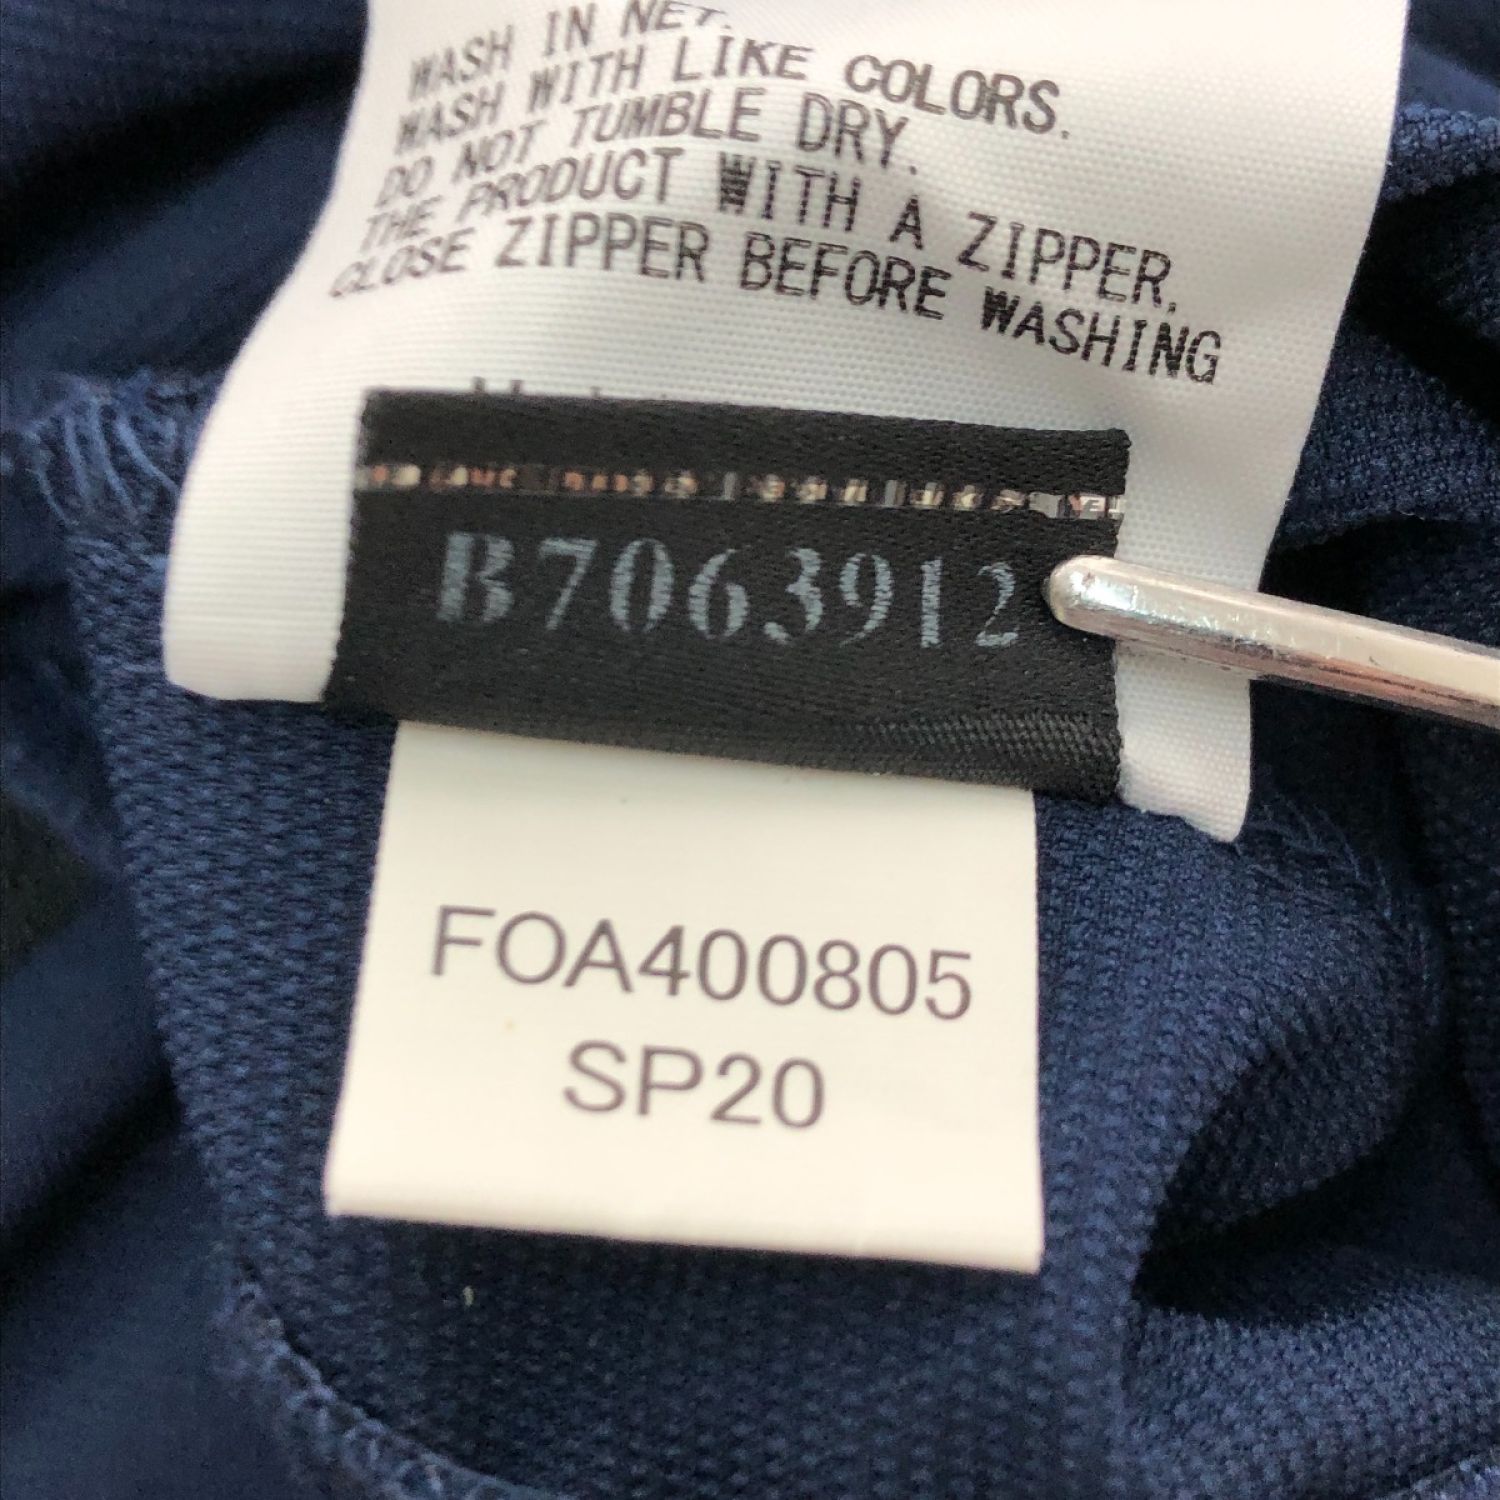 WASH IN NET.
WASH WITH LIKE COLORS.
DO NOT TUMBLE DRY.
THE PRODUCT WITH A ZIPPER,
CLOSE ZIPPER BEFORE WASHING
B7063912
FOA400805
SP20